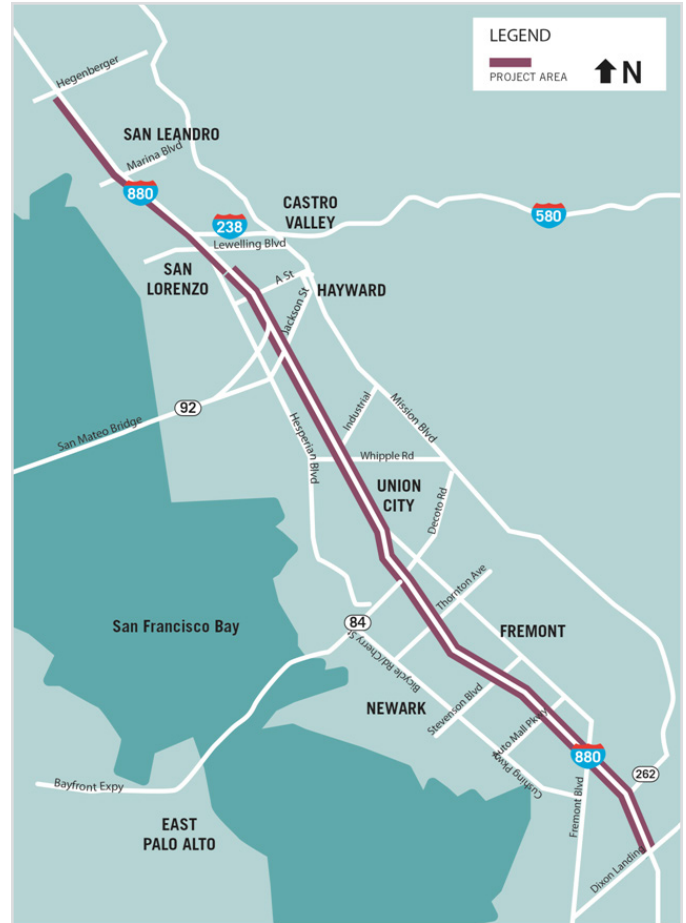 LEGEND
PROJECT AREA
N
Hegenberger
SAN LEANDRO
Marina Blvd
880
238
CASTRO
VALLEY
580
Lewelling Blvd
SAN
LORENZO
A St
HAYWARD
Jackson St
92
San Mateo Bridge
Hesperian Blvd
Industrial
Mission Blvd
Whipple Rd
UNION
CITY
Decoto Rd
Thornton Ave
San Francisco Bay
84
FREMONT
Bicycle Rd/Cherry St
NEWARK
Stevenson Blvd
Auto Mall Pkwy
880
262
Cushing Pkwy
Fremont Blvd
Bayfront Expy
EAST
PALO ALTO
Dixon Landing